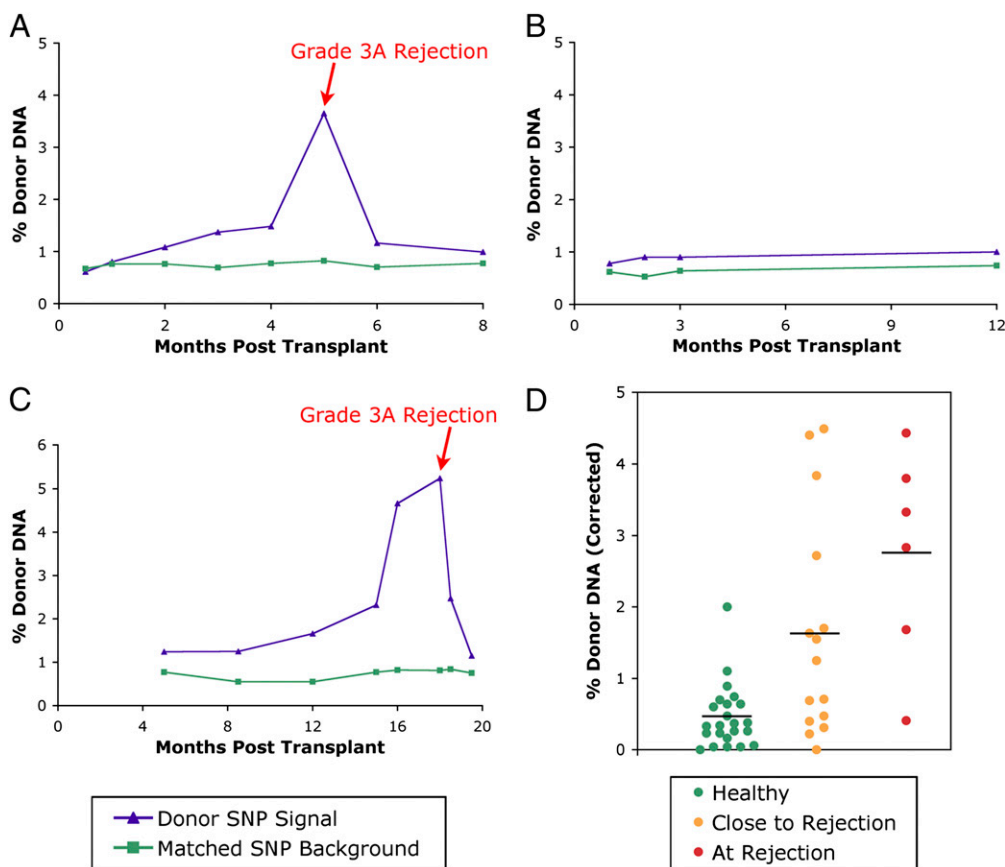 A
Grade 3A Rejection
% Donor DNA
5
4
3
2
1
0
0
2
4
6
8
Months Post Transplant
B
% Donor DNA
5
4
3
2
1
0
0
3
6
9
12
Months Post Transplant
C
Grade 3A Rejection
% Donor DNA
6
5
4
3
2
1
0
0
4
8
12
16
20
Months Post Transplant
D
% Donor DNA (Corrected)
5
4
3
2
1
0
Donor SNP Signal
Matched SNP Background
Healthy
Close to Rejection
At Rejection